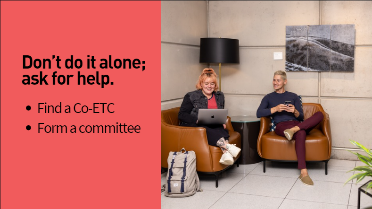 Don't do it alone;
ask for help.
• Find a Co-ETC
• Form a committee